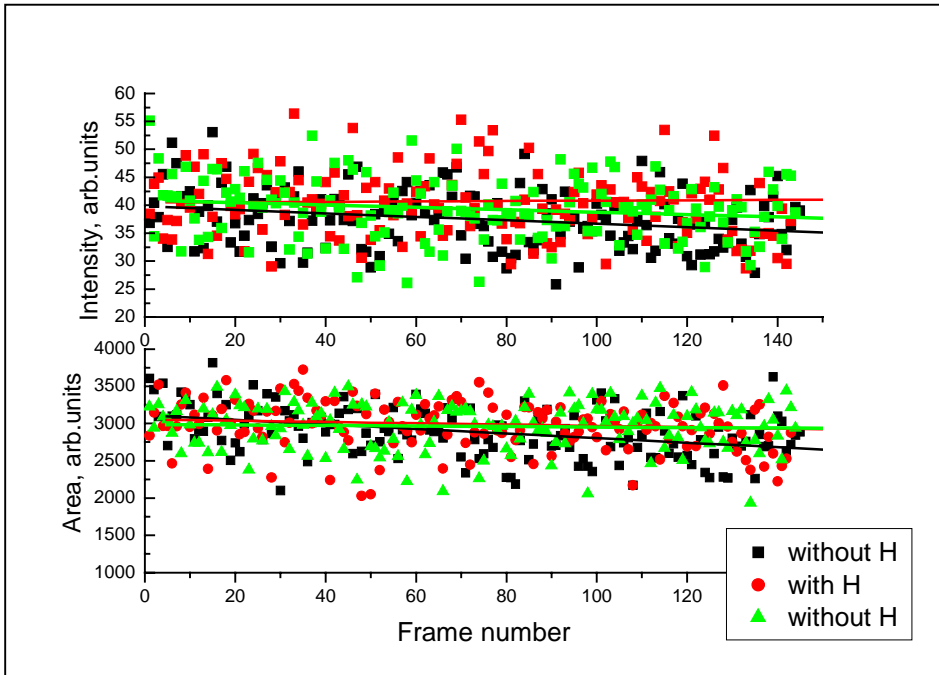 Intensity, arb.units
60
55
50
45
40
35
30
25
20
0 20 40 60 80 100 120 140
Area, arb.units
4000
3500
3000
2500
2000
1500
1000
0 20 40 60 80 100 120
Frame number
without H
with H
without H